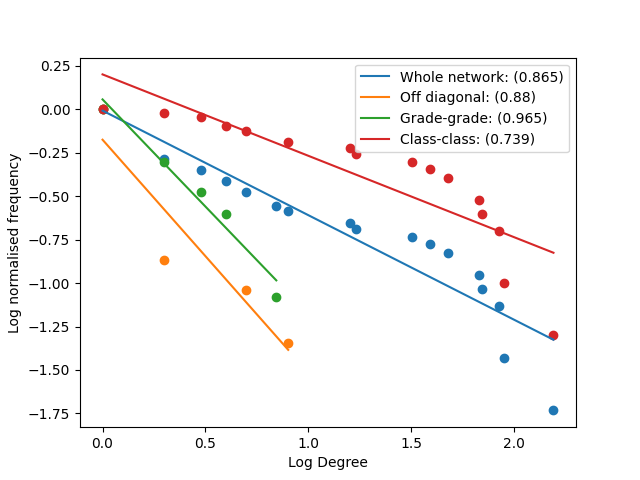 Whole network: (0.865)
Off diagonal: (0.88)
Grade-grade: (0.965)
Class-class: (0.739)
Log normalised frequency
0.25
0.00
−0.25
−0.50
−0.75
−1.00
−1.25
−1.50
−1.75
0.0 0.5 1.0 1.5 2.0
Log Degree